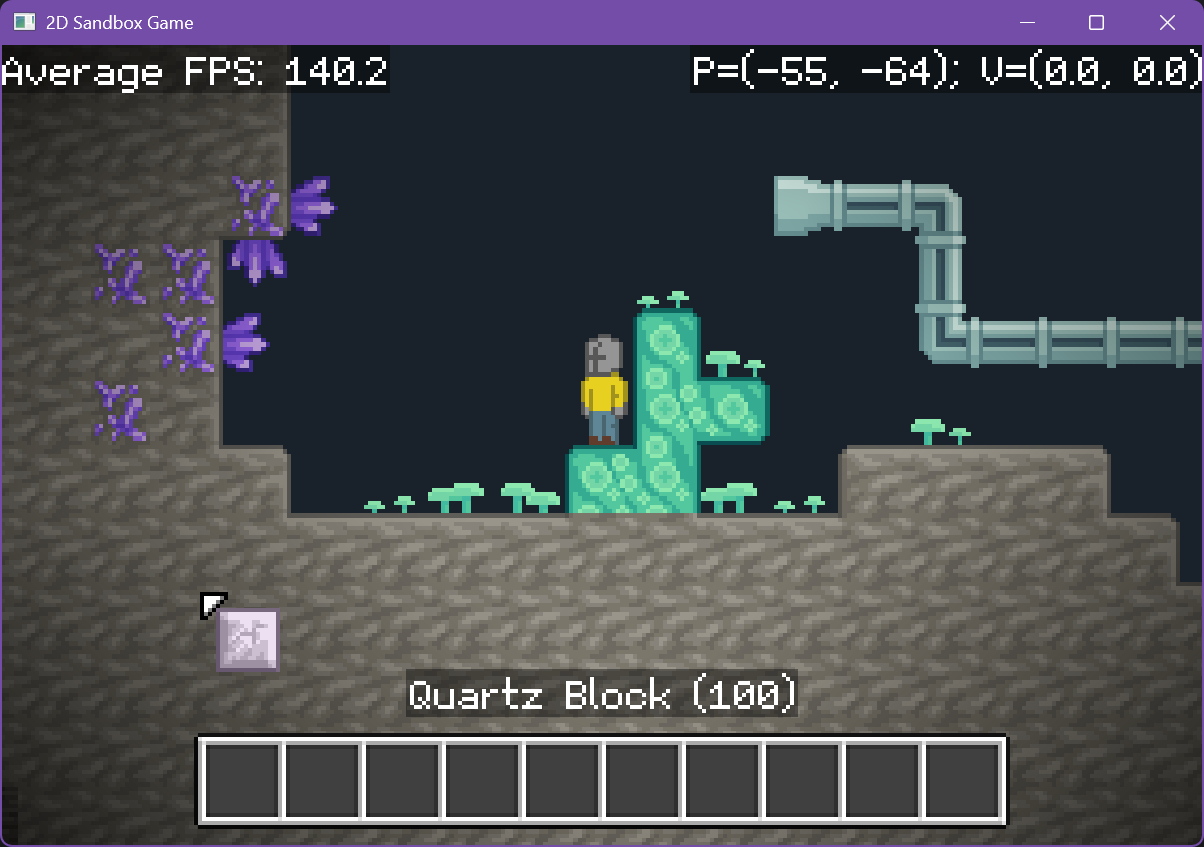 2D Sandbox Game
Average FPS: 140.2
P=(-55, -64); V=(0.0, 0.0)
Quartz Block (100)